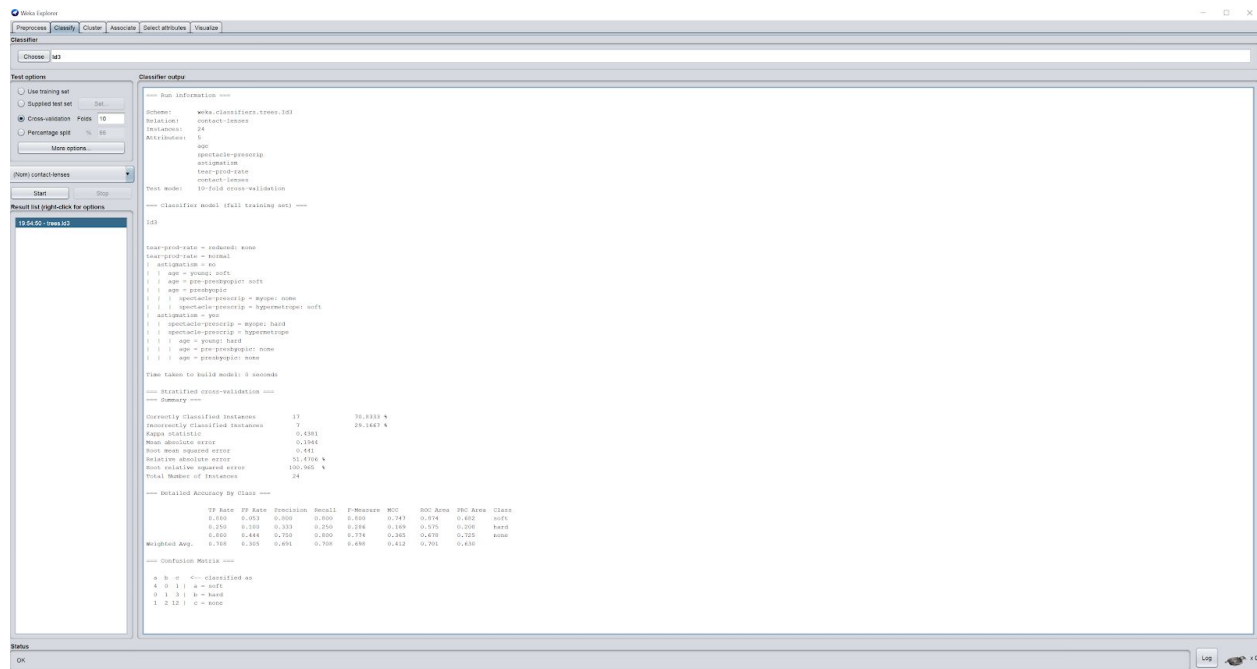 Weka Explorer
Preprocess Classify Cluster Associate Select attributes Visualize
Classifier
Choose Id3
Test options
Use training set
Supplied test set Set...
Cross-validation Folds 10
Percentage split % 66
More options...
(Nom) contact-lenses
Start Stop
Result list (right-click for options
19:54:50 - trees.Id3
Classifier output
=== Run information ===
Scheme: weka.classifiers.trees.Id3
Relation: contact-lenses
Instances: 24
Attributes: 5
age
spectacle-prescrip
astigmatism
tear-prod-rate
contact-lenses
Test mode: 10-fold cross-validation
=== Classifier model (full training set) ===
Id3
tear-prod-rate = reduced: none
tear-prod-rate = normal
| astigmatism = no
| | age = young: soft
| | age = pre-presbyopic: soft
| | age = presbyopic
| | | spectacle-prescrip = myope: none
| | | spectacle-prescrip = hypermetrope: soft
| astigmatism = yes
| | spectacle-prescrip = myope: hard
| | spectacle-prescrip = hypermetrope
| | | age = young: hard
| | | age = pre-presbyopic: none
| | | age = presbyopic: none
Time taken to build model: 0 seconds
=== Stratified cross-validation ===
=== Summary ===
Correctly Classified Instances 17 70.8333 %
Incorrectly Classified Instances 7 29.1667 %
Kappa statistic 0.4381
Mean absolute error 0.1944
Root mean squared error 0.441
Relative absolute error 51.4706 %
Root relative squared error 100.965 %
Total Number of Instances 24
=== Detailed Accuracy By Class ===
TP Rate FP Rate Precision Recall F-Measure MCC ROC Area PRC Area Class
0.800 0.053 0.800 0.800 0.800 0.747 0.874 0.682 soft
0.250 0.100 0.333 0.250 0.286 0.169 0.575 0.208 hard
0.800 0.444 0.750 0.800 0.774 0.365 0.678 0.725 none
Weighted Avg. 0.708 0.305 0.691 0.708 0.698 0.412 0.701 0.630
=== Confusion Matrix ===
a b c <-- classified as
4 0 1 | a = soft
0 1 3 | b = hard
1 2 12 | c = none
Status
OK
Log